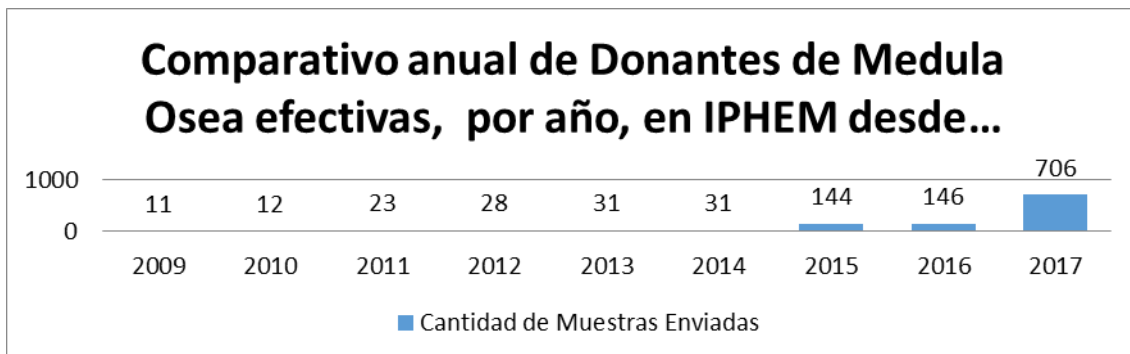 Comparativo anual de Donantes de Medula
Osea efectivas, por año, en IPHEM desde...
1000
0
11 12 23 28 31 31 144 146 706
2009 2010 2011 2012 2013 2014 2015 2016 2017
Cantidad de Muestras Enviadas